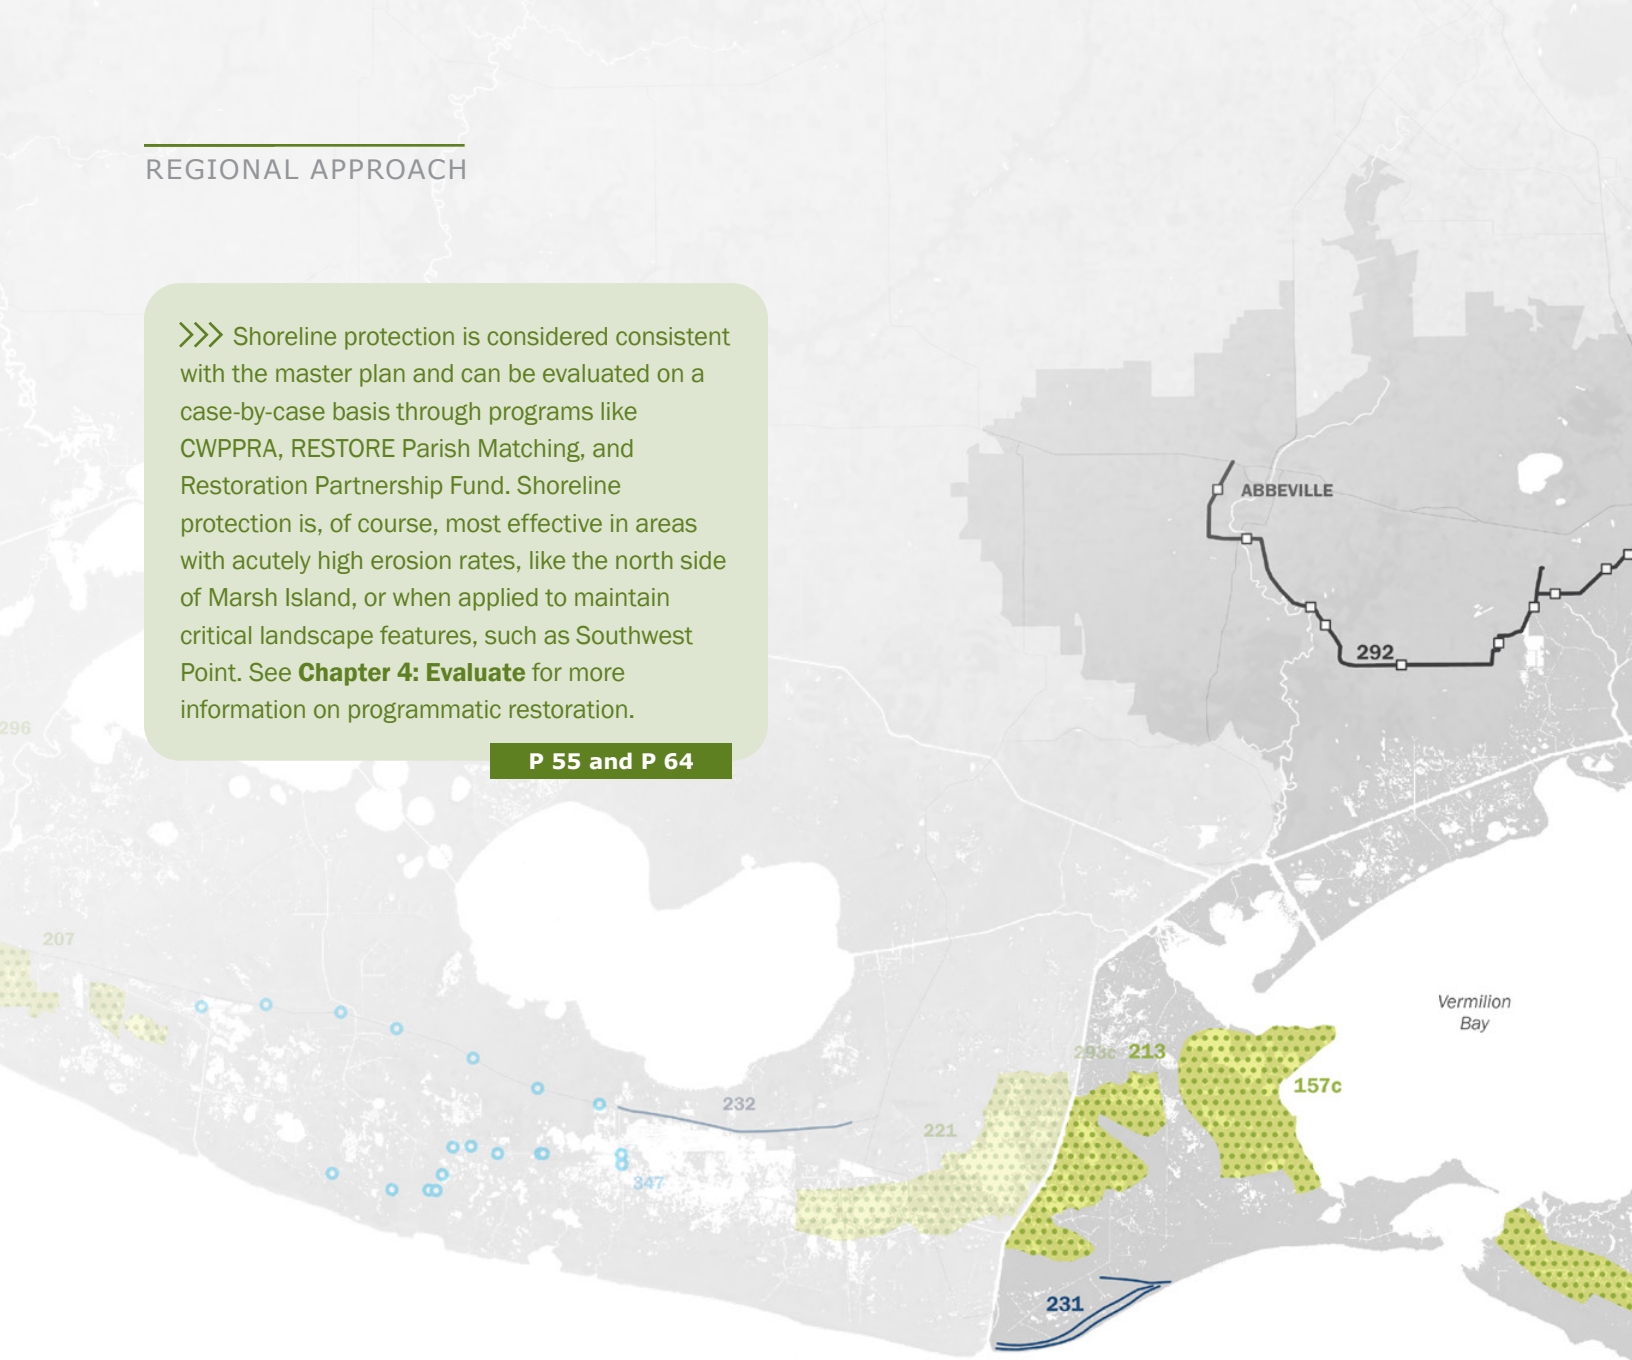 REGIONAL APPROACH
>>> Shoreline protection is considered consistent
with the master plan and can be evaluated on a
case-by-case basis through programs like
CWPPRA, RESTORE Parish Matching, and
Restoration Partnership Fund. Shoreline
protection is, of course, most effective in areas
with acutely high erosion rates, like the north side
of Marsh Island, or when applied to maintain
critical landscape features, such as Southwest
Point. See Chapter 4: Evaluate for more
information on programmatic restoration.
P 55 and P 64
ABBEVILLE
292
296
207
Vermilion
Bay
293c 213
157c
232
221
347
231